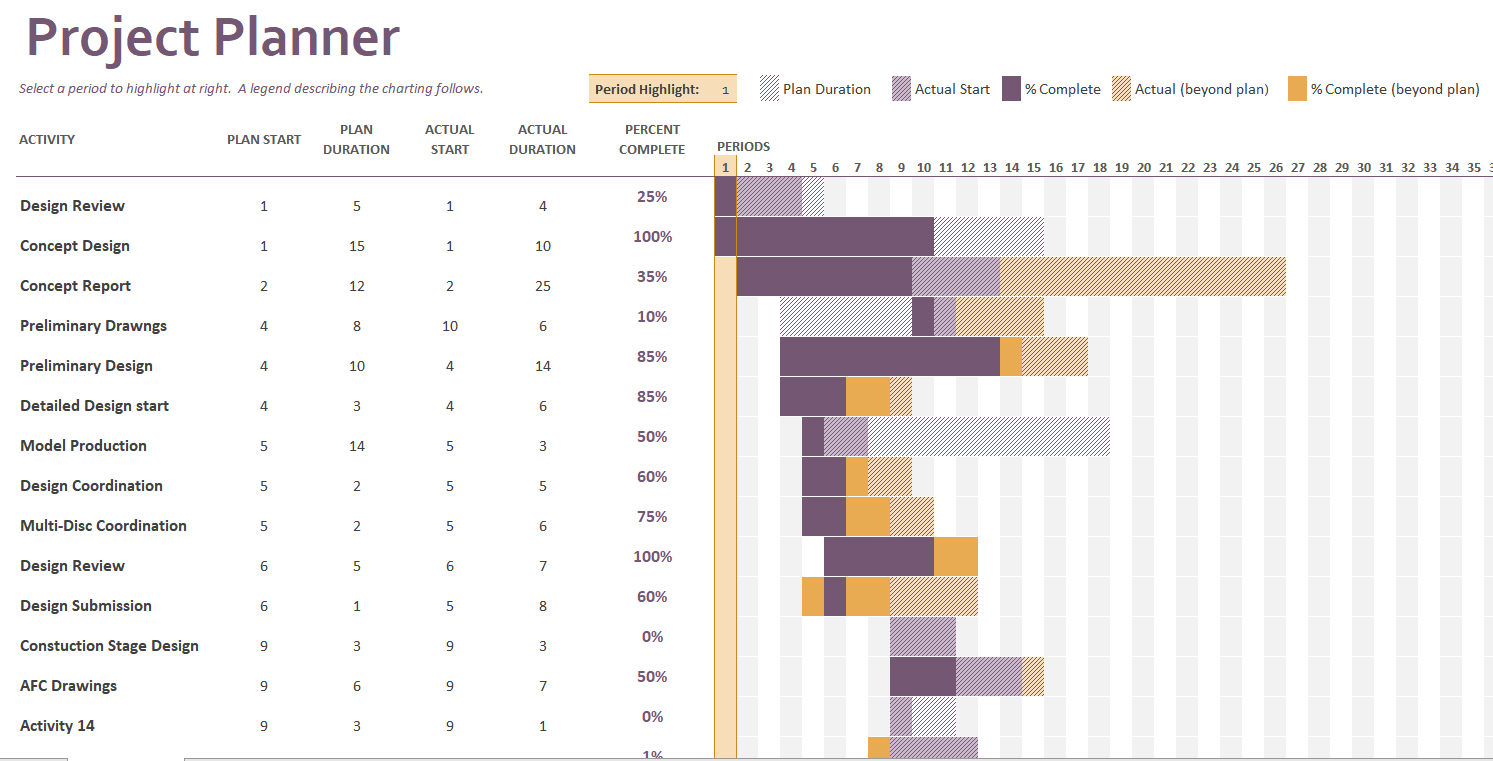 Project Planner
Select a period to highlight at right.  A legend describing the charting follows.
Period Highlight: 1 Plan Duration Actual Start % Complete Actual (beyond plan) % Complete (beyond plan)
ACTIVITY PLAN START PLAN DURATION ACTUAL START ACTUAL DURATION PERCENT COMPLETE PERIODS
1 2 3 4 5 6 7 8 9 10 11 12 13 14 15 16 17 18 19 20 21 22 23 24 25 26 27 28 29 30 31 32 33 34 35
Design Review 1 5 1 4 25%
Concept Design 1 15 1 10 100%
Concept Report 2 12 2 25 35%
Preliminary Drawngs 4 8 10 6 10%
Preliminary Design 4 10 4 14 85%
Detailed Design start 4 3 4 6 85%
Model Production 5 14 5 3 50%
Design Coordination 5 2 5 5 60%
Multi-Disc Coordination 5 2 5 6 75%
Design Review 6 5 6 7 100%
Design Submission 6 1 5 8 60%
Constuction Stage Design 9 3 9 3 0%
AFC Drawings 9 6 9 7 50%
Activity 14 9 3 9 1 0%
1%